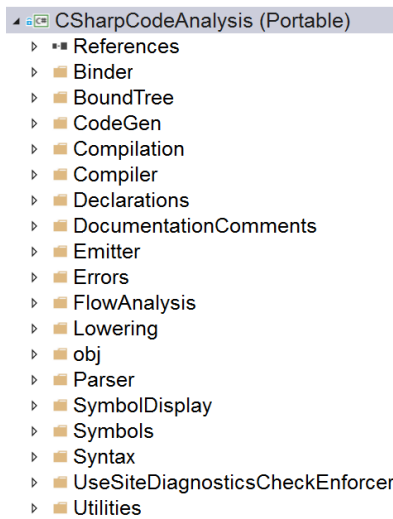 CSharpCodeAnalysis (Portable)
References
Binder
BoundTree
CodeGen
Compilation
Compiler
Declarations
DocumentationComments
Emitter
Errors
FlowAnalysis
Lowering
obj
Parser
SymbolDisplay
Symbols
Syntax
UseSiteDiagnosticsCheckEnforcer
Utilities